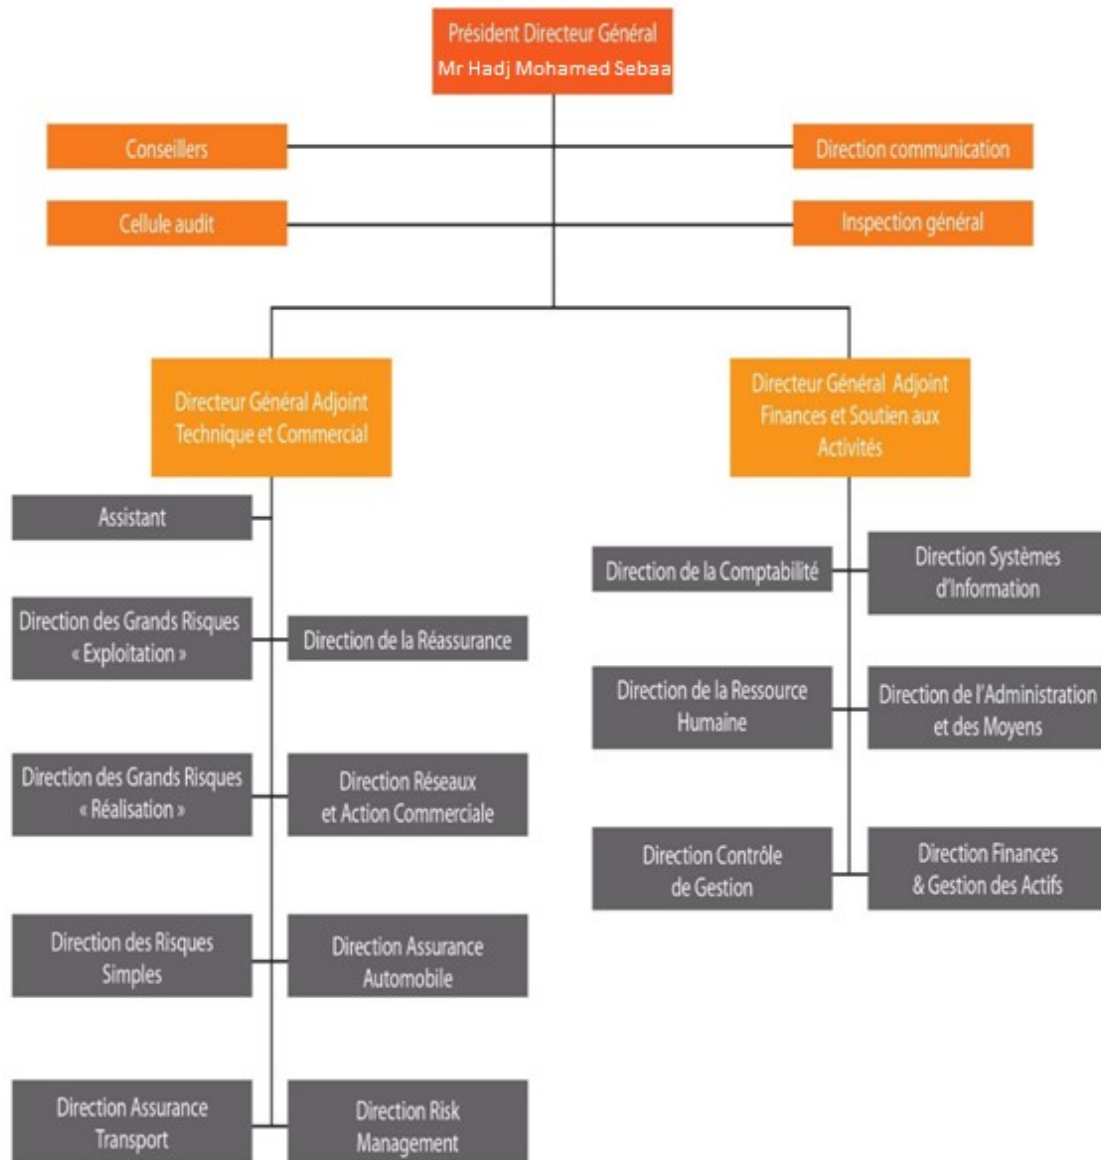 Président Directeur Général
Mr Hadj Mohamed Sebaa
Conseillers
Direction communication
Cellule audit
Inspection général
Directeur Général Adjoint
Technique et Commercial
Directeur Général Adjoint
Finances et Soutien aux
Activités
Assistant
Direction des Grands Risques
« Exploitation »
Direction de la Réassurance
Direction des Grands Risques
« Réalisation »
Direction Réseaux
et Action Commerciale
Direction des Risques
Simples
Direction Assurance
Automobile
Direction Assurance
Transport
Direction Risk
Management
Direction de la Comptabilité
Direction Systèmes
d’Information
Direction de la Ressource
Humaine
Direction de l’Administration
et des Moyens
Direction Contrôle
de Gestion
Direction Finances
& Gestion des Actifs